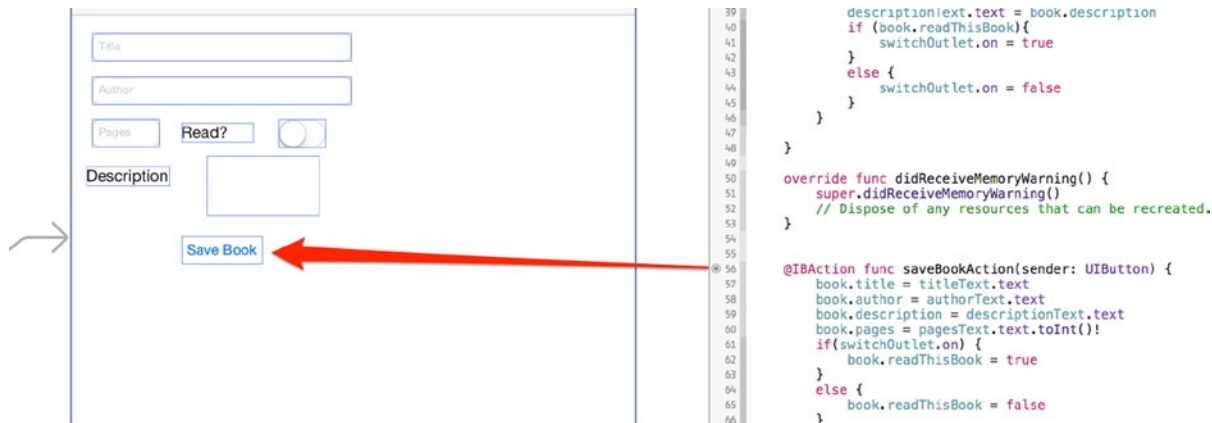 Title
Author
Pages Read?
Description
Save Book
39 descriptionText.text = book.description
40 if (book.readThisBook){
41 switchOutlet.on = true
42 }
43 else {
44 switchOutlet.on = false
45 }
46 }
47
48 }
49
50 override func didReceiveMemoryWarning() {
51 super.didReceiveMemoryWarning()
52 // Dispose of any resources that can be recreated.
53 }
54
55
56 @IBAction func saveBookAction(sender: UIButton) {
57 book.title = titleText.text
58 book.author = authorText.text
59 book.description = descriptionText.text
60 book.pages = pagesText.text.toInt()!
61 if(switchOutlet.on) {
62 book.readThisBook = true
63 }
64 else {
65 book.readThisBook = false
66 }